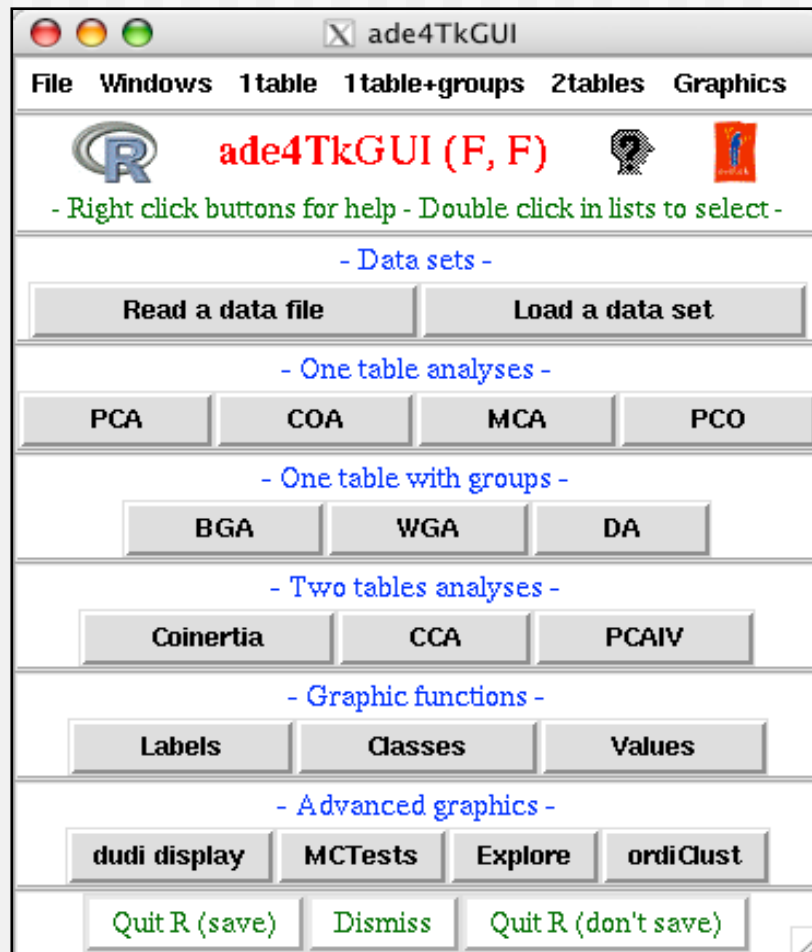 ade4TkGUI
File Windows 1table 1table+groups 2tables Graphics
R ade4TkGUI (F, F) ?
- Right click buttons for help - Double click in lists to select -
- Data sets -
Read a data file Load a data set
- One table analyses -
PCA COA MCA PCO
- One table with groups -
BGA WGA DA
- Two tables analyses -
Coinertia CCA PCAIV
- Graphic functions -
Labels Classes Values
- Advanced graphics -
dudi display MCTests Explore ordiClust
Quit R (save) Dismiss Quit R (don't save)